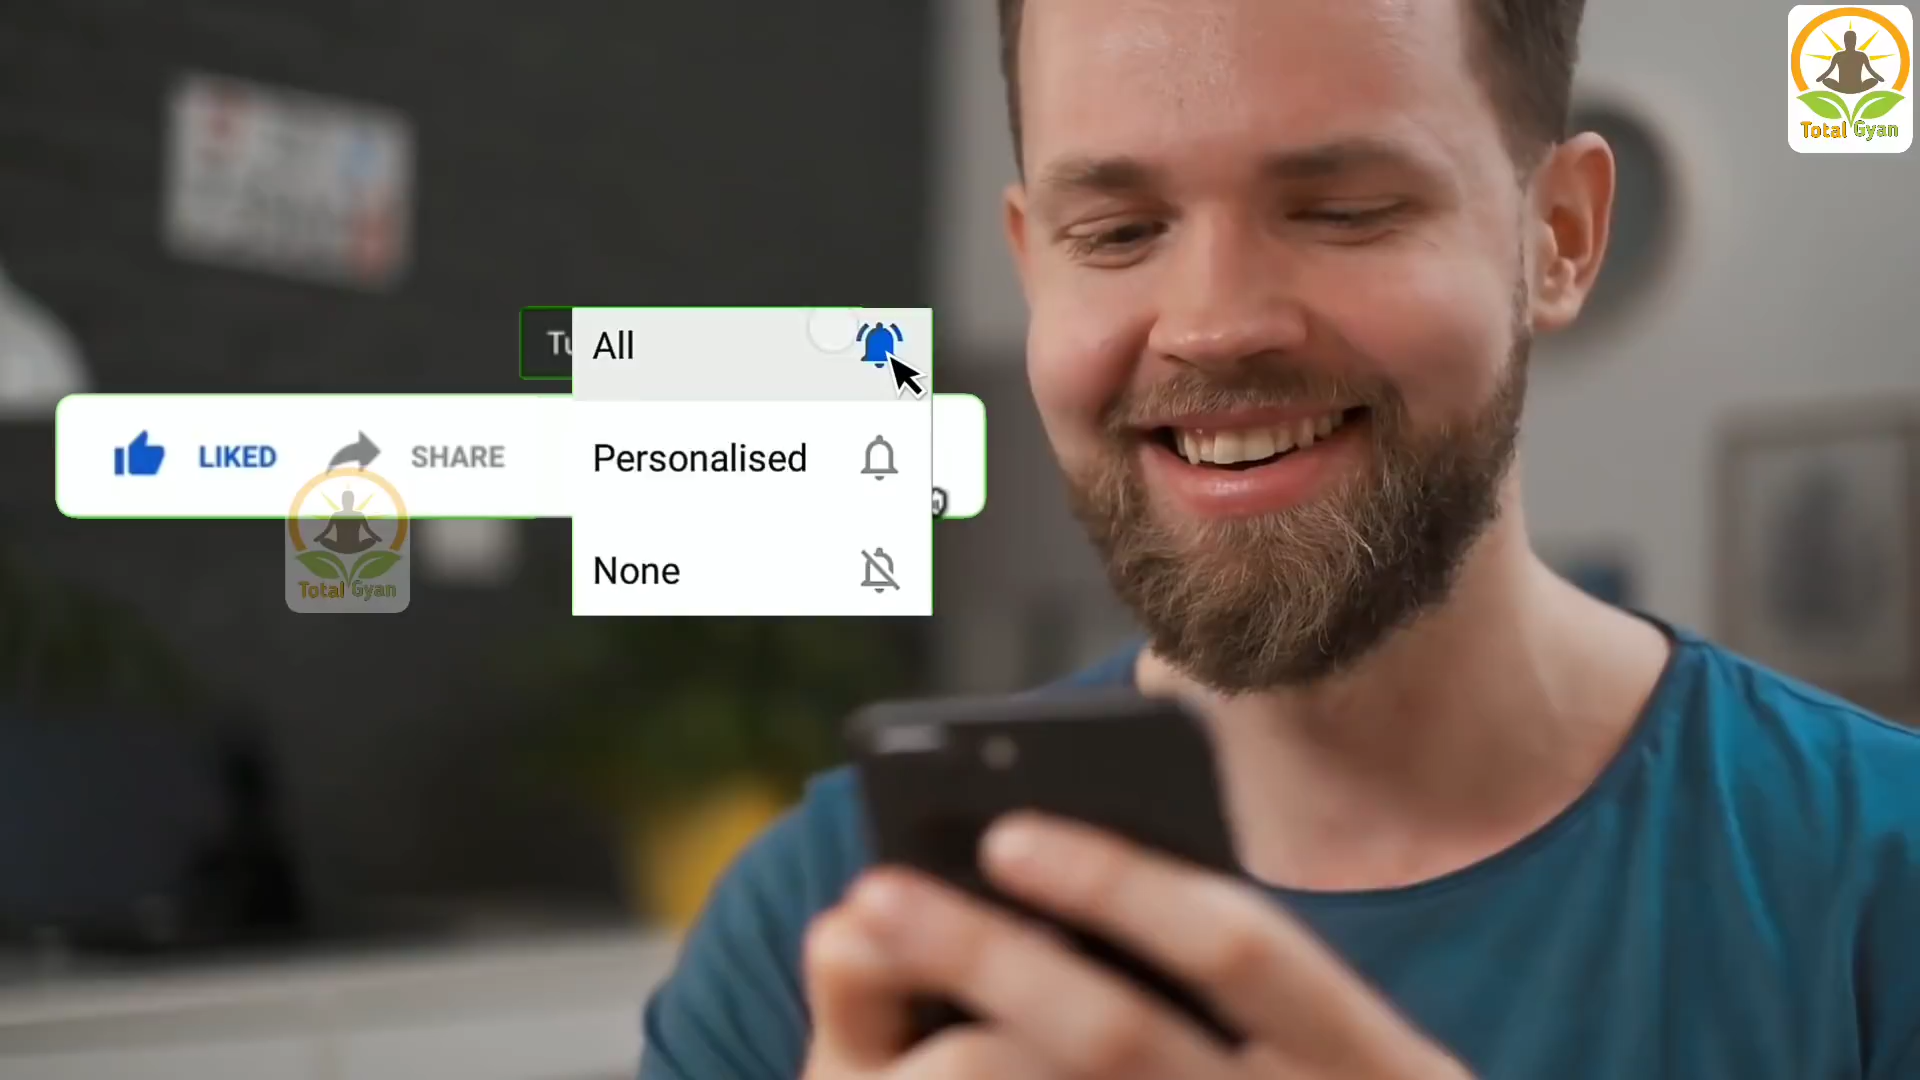 Total Gyan
All
LIKED
SHARE
Personalised
None
Total Gyan